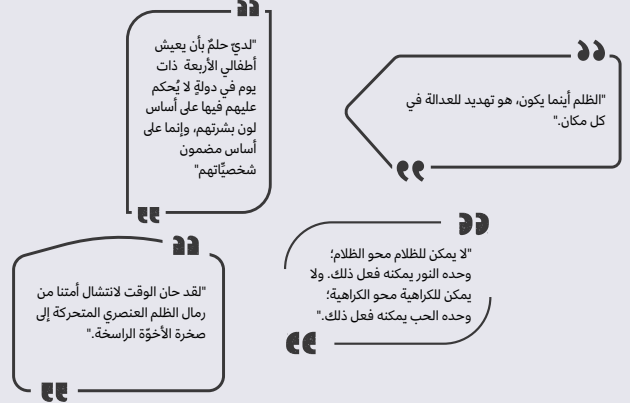 "الظلم أينما يكون، هو تهديد للعدالة في
كل مكان."
"لديّ حلمٌ بأن يعيش
أطفالي الأربعة ذات
يوم في دولةٍ لا يُحكم
عليهم فيها على أساس
لون بشرتهم، وإنما على
أساس مضمون
شخصيَّاتهم"
"لا يمكن للظلام محو الظلام؛
وحده النور يمكنه فعل ذلك. ولا
يمكن للكراهية محو الكراهية؛
وحده الحب يمكنه فعل ذلك."
"لقد حان الوقت لانتشال أمتنا من
رمال الظلم العنصري المتحركة إلى
صخرة الأخوّة الراسخة."